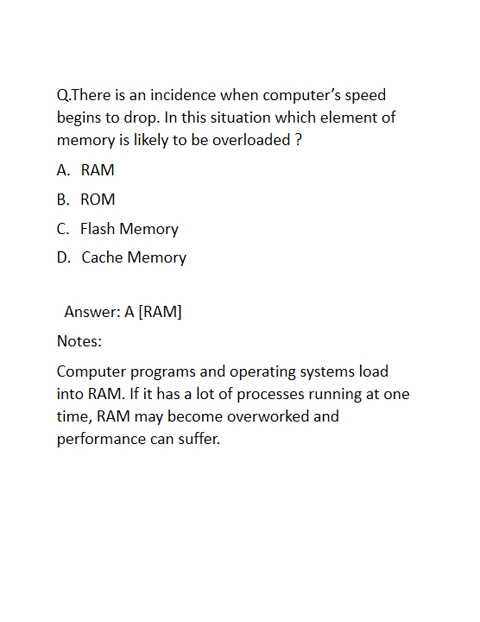 Q.There is an incidence when computer’s speed
begins to drop. In this situation which element of
memory is likely to be overloaded ?
A. RAM
B. ROM
C. Flash Memory
D. Cache Memory
Answer: A [RAM]
Notes:
Computer programs and operating systems load
into RAM. If it has a lot of processes running at one
time, RAM may become overworked and
performance can suffer.